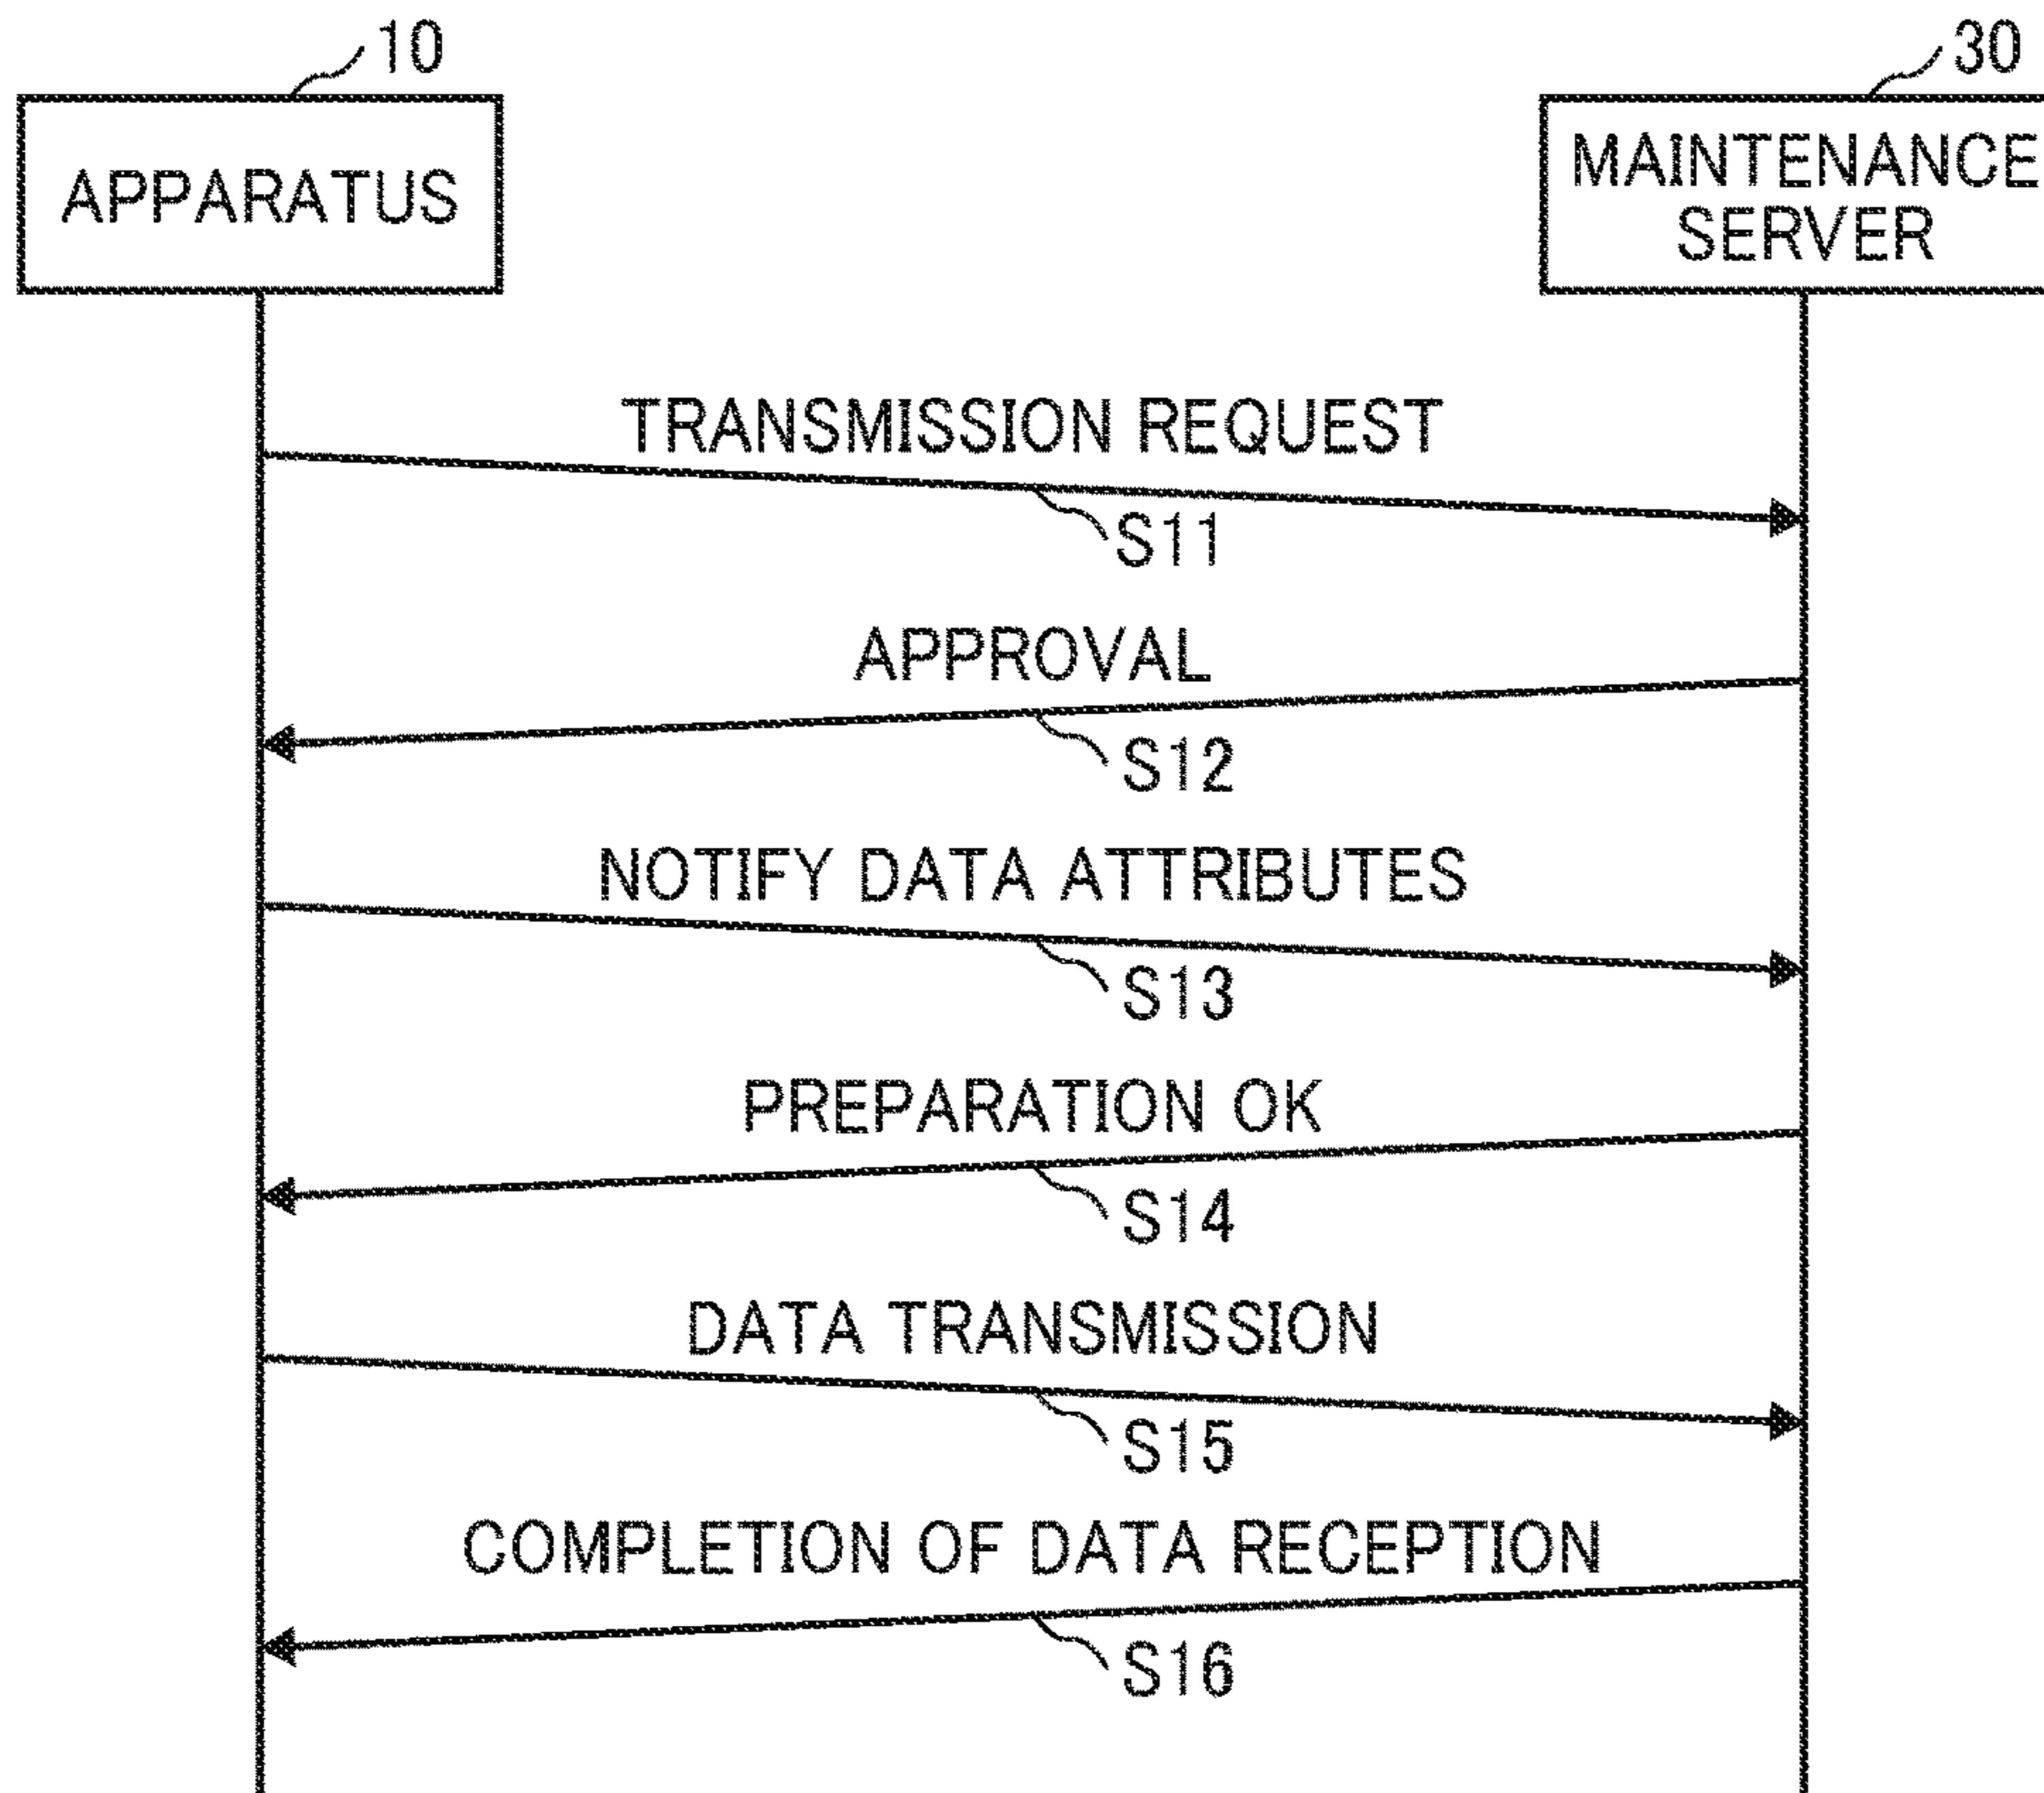 10
30
APPARATUS
MAINTENANCE
SERVER
TRANSMISSION REQUEST
S11
APPROVAL
S12
NOTIFY DATA ATTRIBUTES
S13
PREPARATION OK
S14
DATA TRANSMISSION
S15
COMPLETION OF DATA RECEPTION
S16